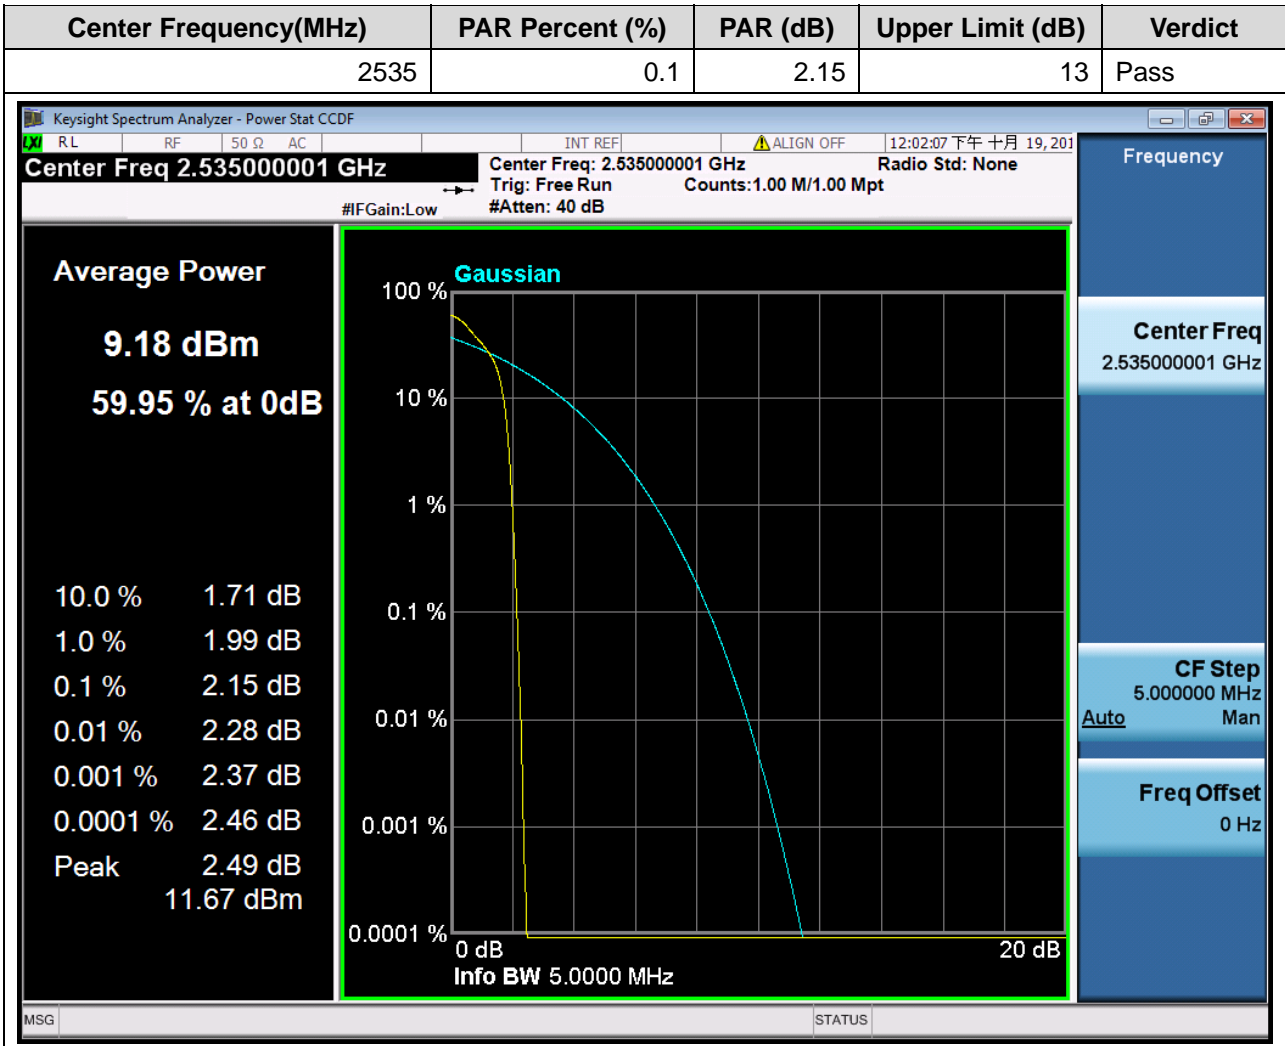 Center Frequency(MHz) PAR Percent (%) PAR (dB) Upper Limit (dB) Verdict
2535 0.1 2.15 13 Pass
Keysight Spectrum Analyzer - Power Stat CCDF
LXI RL RF 50 Ω AC INT REF ALIGN OFF 12:02:07 下午 十月 19, 201
Center Freq 2.535000001 GHz
Center Freq: 2.535000001 GHz Radio Std: None
Trig: Free Run Counts:1.00 M/1.00 Mpt
#IFGain:Low #Atten: 40 dB
Average Power
9.18 dBm
59.95 % at 0dB
10.0 % 1.71 dB
1.0 % 1.99 dB
0.1 % 2.15 dB
0.01 % 2.28 dB
0.001 % 2.37 dB
0.0001 % 2.46 dB
Peak 2.49 dB
11.67 dBm
Gaussian
100 %
10 %
1 %
0.1 %
0.01 %
0.001 %
0.0001 %
0 dB 20 dB
Info BW 5.0000 MHz
Frequency
Center Freq
2.535000001 GHz
CF Step
5.000000 MHz
Auto Man
Freq Offset
0 Hz
MSG STATUS